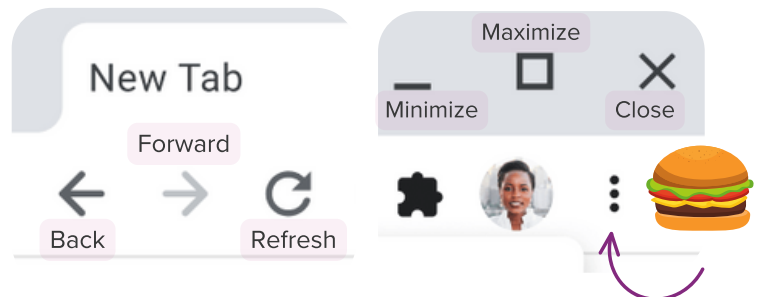 New Tab
Forward
Back
Refresh
Maximize
Minimize
Close